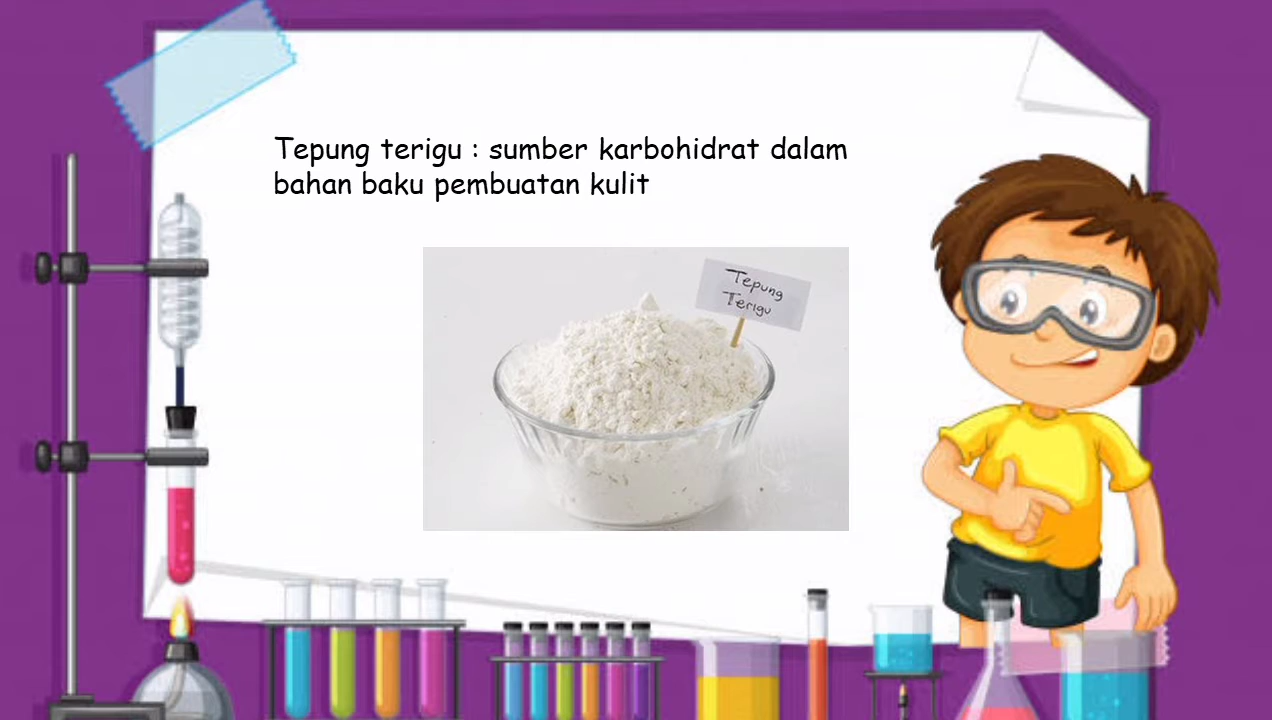 Tepung terigu : sumber karbohidrat dalam
bahan baku pembuatan kulit
Tepung
Terigu